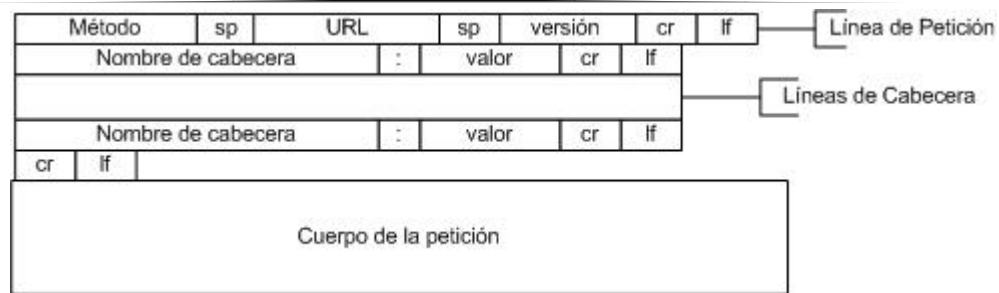 Método sp URL sp versión cr lf Línea de Petición
Nombre de cabecera : valor cr lf
Líneas de Cabecera
Nombre de cabecera : valor cr lf
cr lf
Cuerpo de la petición